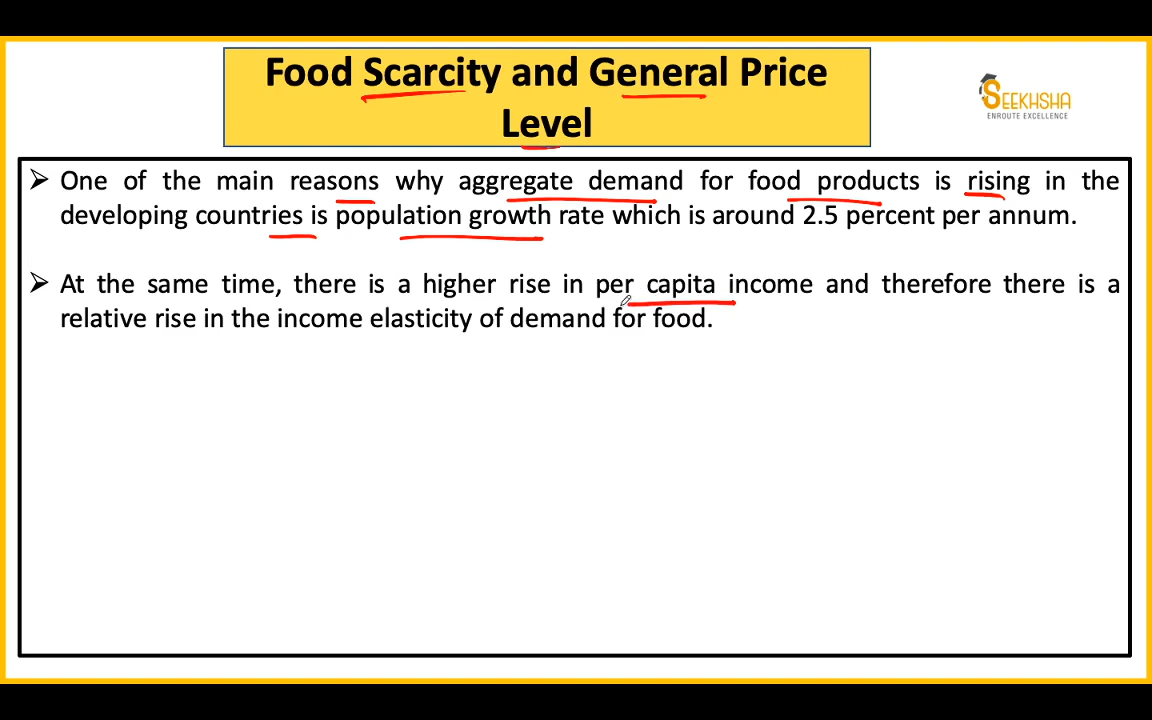 Food Scarcity and General Price
Level
SEEKHSHA
ENROUTE EXCELLENCE
➢ One of the main reasons why aggregate demand for food products is rising in the
developing countries is population growth rate which is around 2.5 percent per annum.
➢ At the same time, there is a higher rise in per capita income and therefore there is a
relative rise in the income elasticity of demand for food.